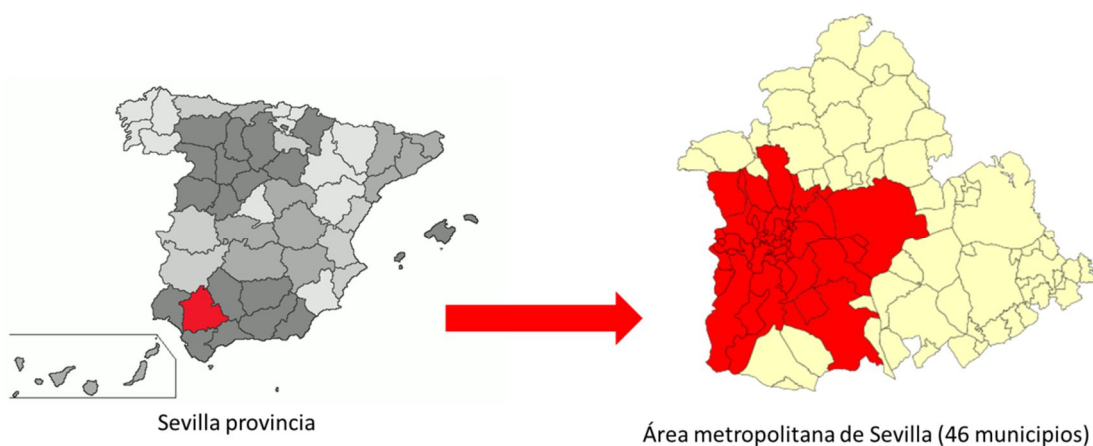 Sevilla provincia
Área metropolitana de Sevilla (46 municipios)